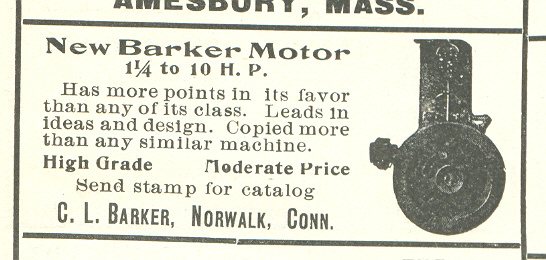 AMESBURY, MASS.
New Barker Motor
1¼ to 10 H. P.
Has more points in its favor
than any of its class. Leads in
ideas and design. Copied more
than any similar machine.
High Grade Moderate Price
Send stamp for catalog
C. L. BARKER, NORWALK, CONN.